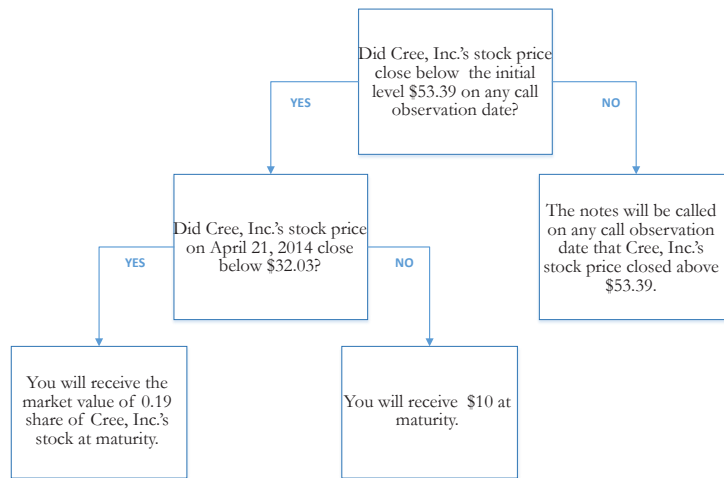 Did Cree, Inc.'s stock price
close below the initial
level $53.39 on any call
observation date?
YES
NO
Did Cree, Inc.'s stock price
on April 21, 2014 close
below $32.03?
The notes will be called
on any call observation
date that Cree, Inc.'s
stock price closed above
$53.39.
YES
NO
You will receive the
market value of 0.19
share of Cree, Inc.'s
stock at maturity.
You will receive $10 at
maturity.